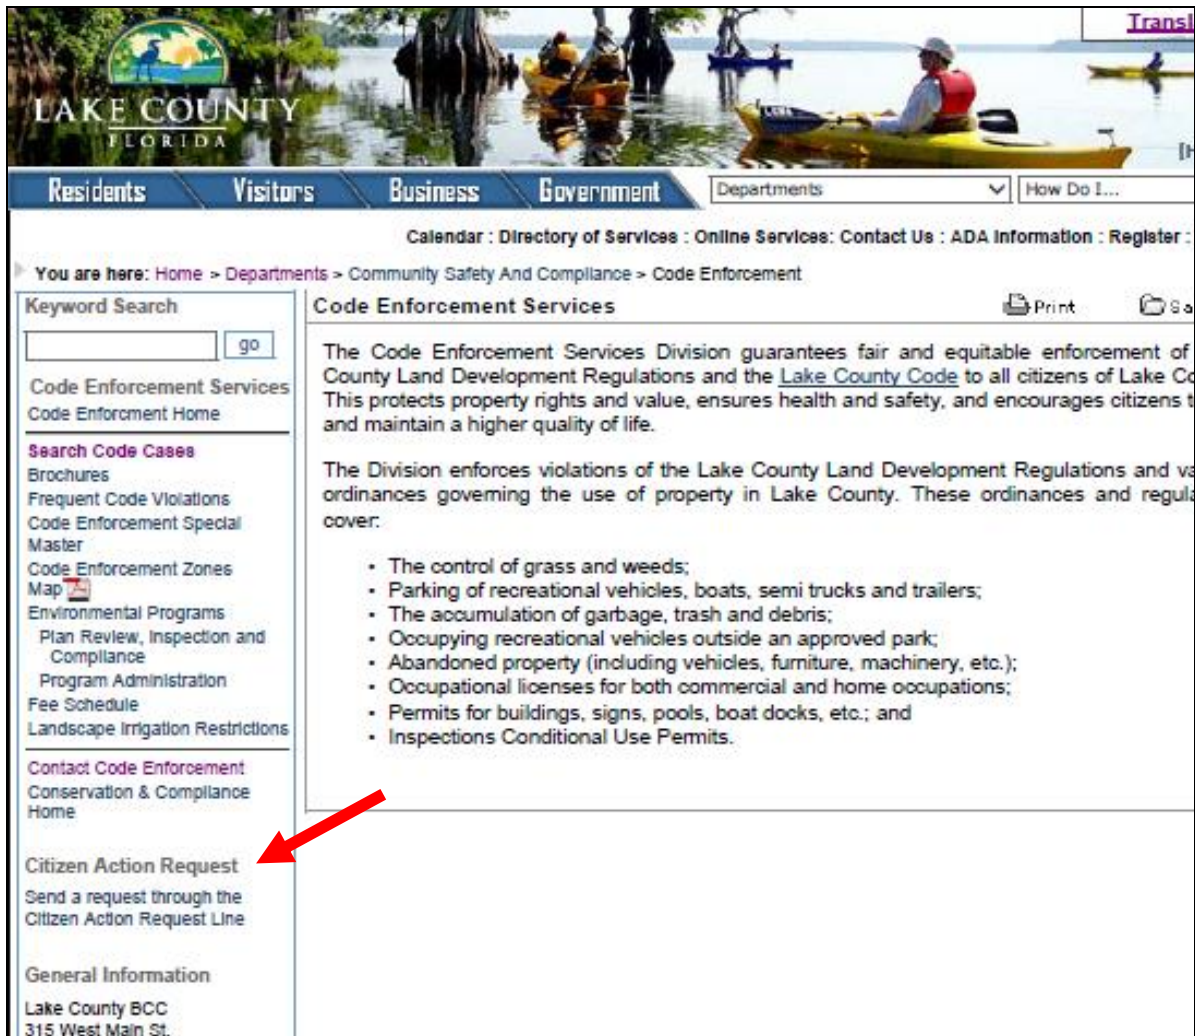 Transl
LAKE COUNTY
FLORIDA
[H
Residents Visitors Business Government Departments How Do I...
Calendar : Directory of Services : Online Services: Contact Us : ADA Information : Register :
You are here: Home > Departments > Community Safety And Compliance > Code Enforcement
Keyword Search
go
Code Enforcement Services
Code Enforcment Home
Search Code Cases
Brochures
Frequent Code Violations
Code Enforcement Special
Master
Code Enforcement Zones
Map
Environmental Programs
Plan Review, Inspection and
Compliance
Program Administration
Fee Schedule
Landscape Irrigation Restrictions
Contact Code Enforcement
Conservation & Compliance
Home
Citizen Action Request
Send a request through the
Citizen Action Request Line
General Information
Lake County BCC
315 West Main St.
Code Enforcement Services Print Sa
The Code Enforcement Services Division guarantees fair and equitable enforcement of
County Land Development Regulations and the Lake County Code to all citizens of Lake Co
This protects property rights and value, ensures health and safety, and encourages citizens t
and maintain a higher quality of life.
The Division enforces violations of the Lake County Land Development Regulations and va
ordinances governing the use of property in Lake County. These ordinances and regula
cover:
• The control of grass and weeds;
• Parking of recreational vehicles, boats, semi trucks and trailers;
• The accumulation of garbage, trash and debris;
• Occupying recreational vehicles outside an approved park;
• Abandoned property (including vehicles, furniture, machinery, etc.);
• Occupational licenses for both commercial and home occupations;
• Permits for buildings, signs, pools, boat docks, etc.; and
• Inspections Conditional Use Permits.